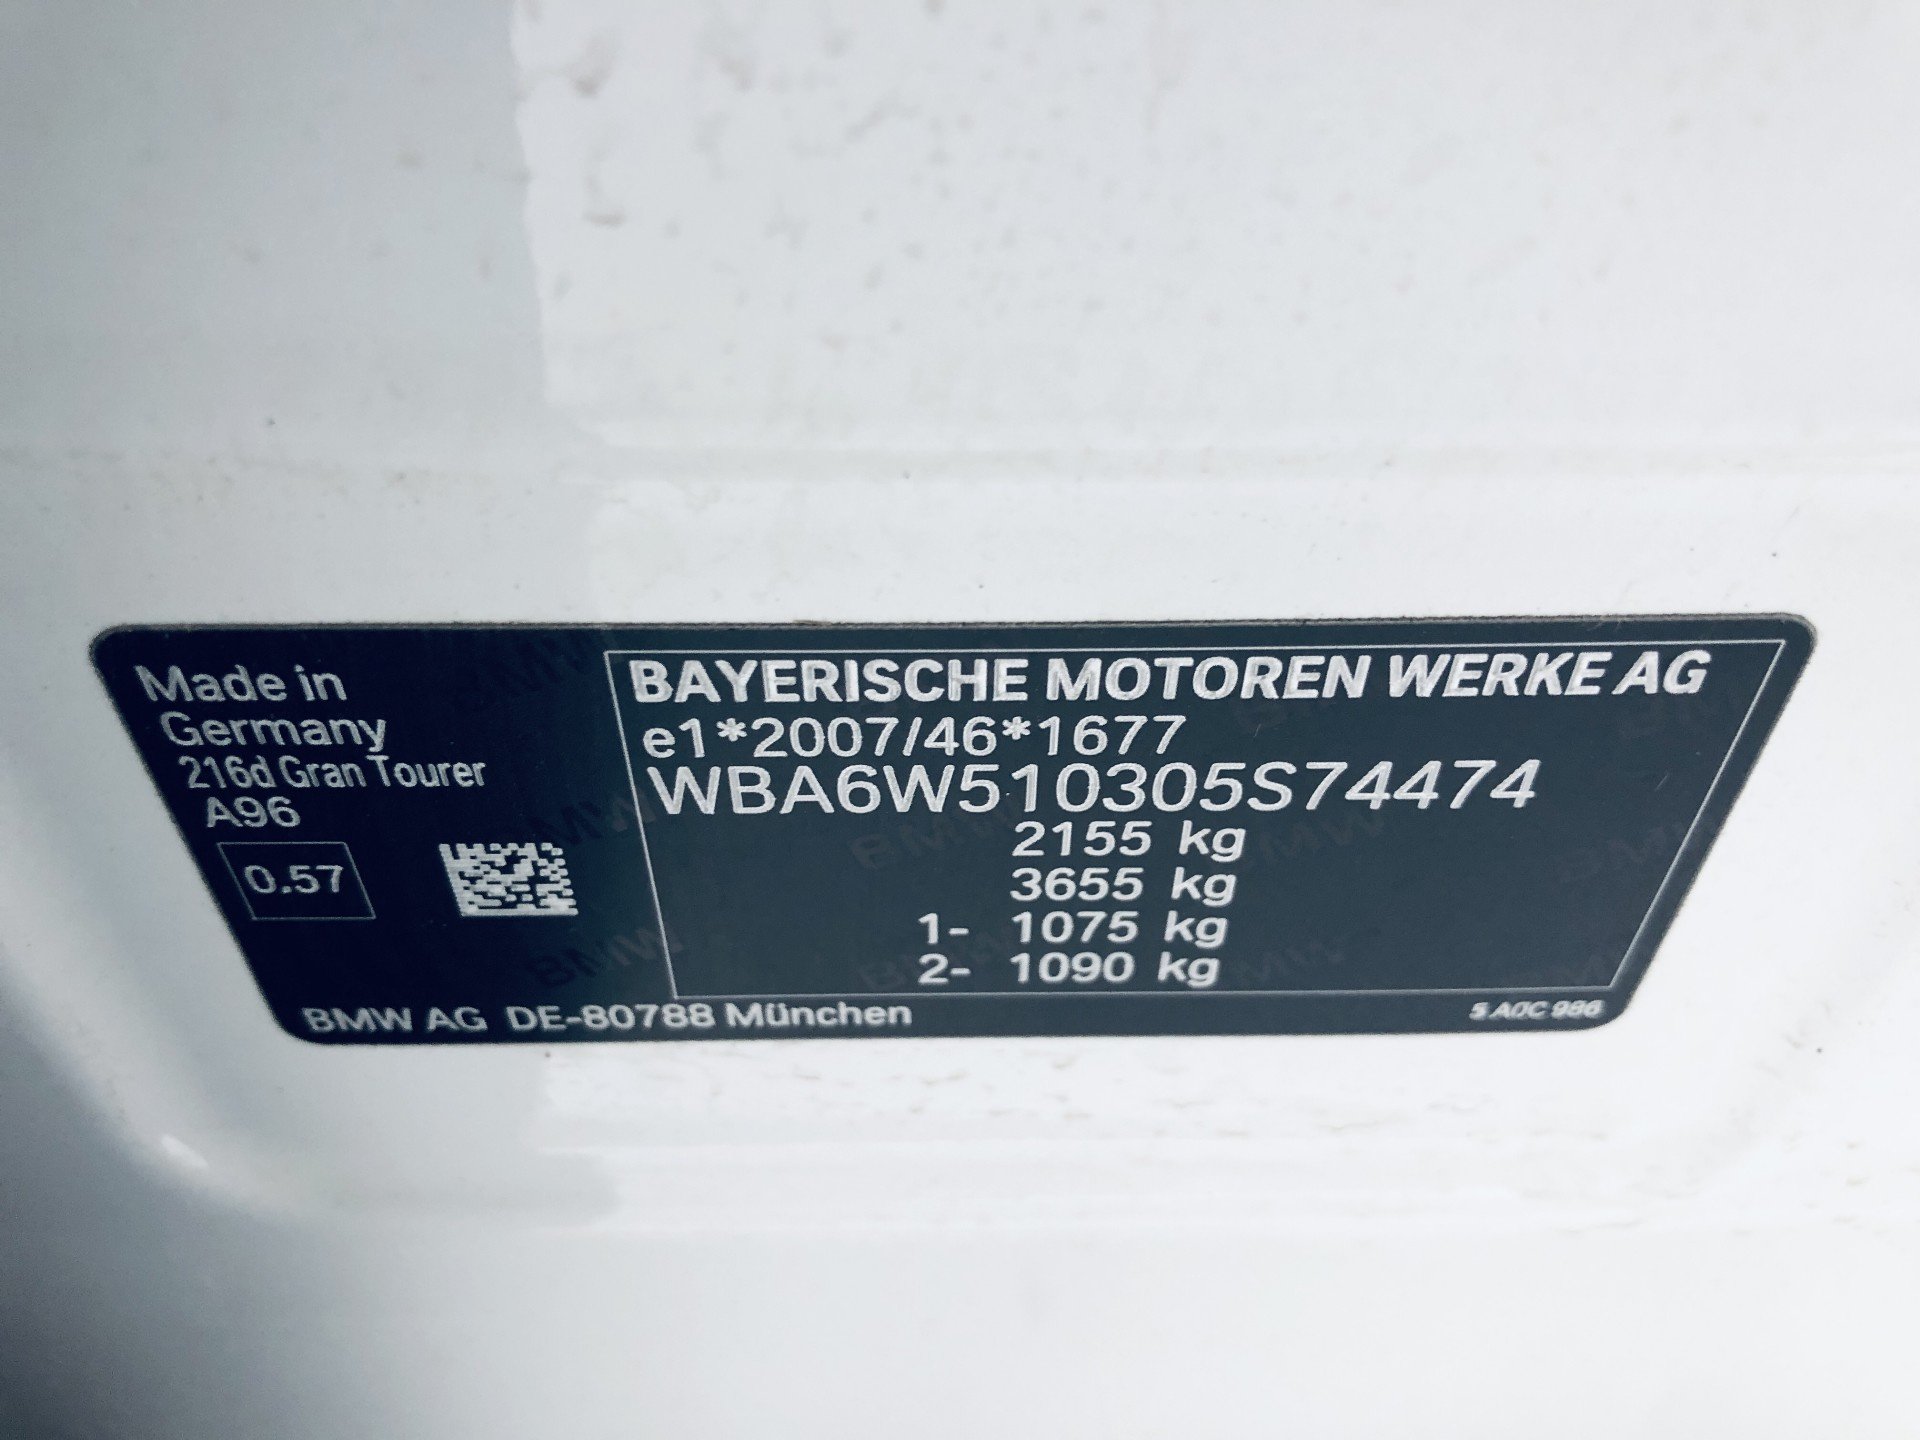 Made in
Germany
216d Gran Tourer
A96
0.57
BAYERISCHE MOTOREN WERKE AG
e1*2007/46*1677
WBA6W510305S74474
2155 kg
3655 kg
1- 1075 kg
2- 1090 kg
BMW AG DE-80788 München
5 A0C 986